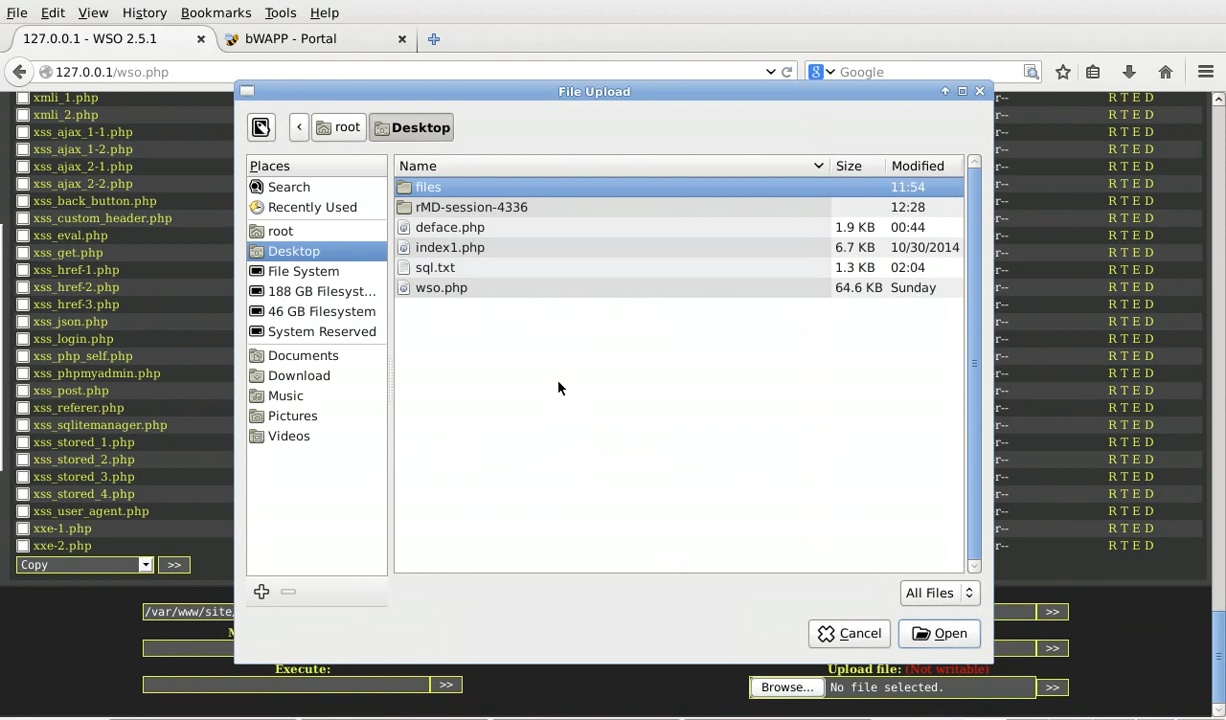 File Edit View History Bookmarks Tools Help
127.0.0.1 - WSO 2.5.1 bWAPP - Portal
127.0.0.1/wso.php Google
File Upload
root Desktop
Places Name Size Modified
Search files 11:54
Recently Used rMD-session-4336 12:28
root deface.php 1.9 KB 00:44
Desktop index1.php 6.7 KB 10/30/2014
File System sql.txt 1.3 KB 02:04
188 GB Filesyst... wso.php 64.6 KB Sunday
46 GB Filesystem
System Reserved
Documents
Download
Music
Pictures
Videos
All Files
Cancel Open
xmli_1.php r-- R T E D
xmli_2.php r-- R T E D
xss_ajax_1-1.php r-- R T E D
xss_ajax_1-2.php r-- R T E D
xss_ajax_2-1.php r-- R T E D
xss_ajax_2-2.php r-- R T E D
xss_back_button.php r-- R T E D
xss_custom_header.php r-- R T E D
xss_eval.php r-- R T E D
xss_get.php r-- R T E D
xss_href-1.php r-- R T E D
xss_href-2.php r-- R T E D
xss_href-3.php r-- R T E D
xss_json.php r-- R T E D
xss_login.php r-- R T E D
xss_php_self.php r-- R T E D
xss_phpmyadmin.php r-- R T E D
xss_post.php r-- R T E D
xss_referer.php r-- R T E D
xss_sqlitemanager.php r-- R T E D
xss_stored_1.php r-- R T E D
xss_stored_2.php r-- R T E D
xss_stored_3.php r-- R T E D
xss_stored_4.php r-- R T E D
xss_user_agent.php r-- R T E D
xxe-1.php r-- R T E D
xxe-2.php r-- R T E D
Copy >>
/var/www/site/ >>
>>
Execute: Upload file: (Not writable)
>> Browse... No file selected. >>